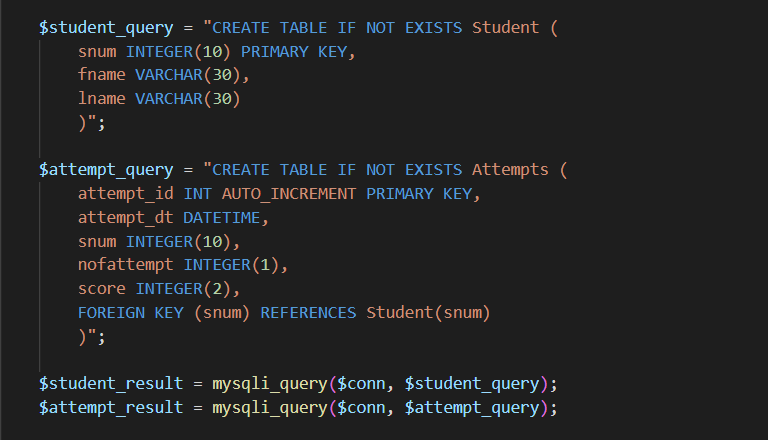 $student_query = "CREATE TABLE IF NOT EXISTS Student (
snum INTEGER(10) PRIMARY KEY,
fname VARCHAR(30),
lname VARCHAR(30)
)";
$attempt_query = "CREATE TABLE IF NOT EXISTS Attempts (
attempt_id INT AUTO_INCREMENT PRIMARY KEY,
attempt_dt DATETIME,
snum INTEGER(10),
nofattempt INTEGER(1),
score INTEGER(2),
FOREIGN KEY (snum) REFERENCES Student(snum)
)";
$student_result = mysqli_query($conn, $student_query);
$attempt_result = mysqli_query($conn, $attempt_query);